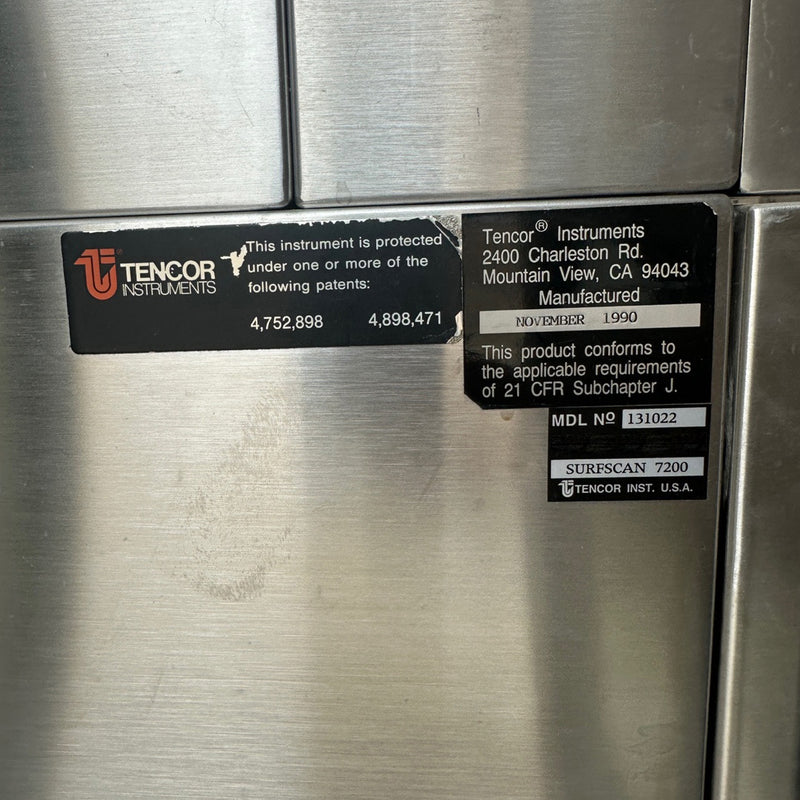 TENCOR
INSTRUMENTS
This instrument is protected
under one or more of the
following patents:
4,752,898 4,898,471
Tencor® Instruments
2400 Charleston Rd.
Mountain View, CA 94043
Manufactured
NOVEMBER 1990
This product conforms to
the applicable requirements
of 21 CFR Subchapter J.
MDL Nº 131022
SURFSCAN 7200
TENCOR INST. U.S.A.